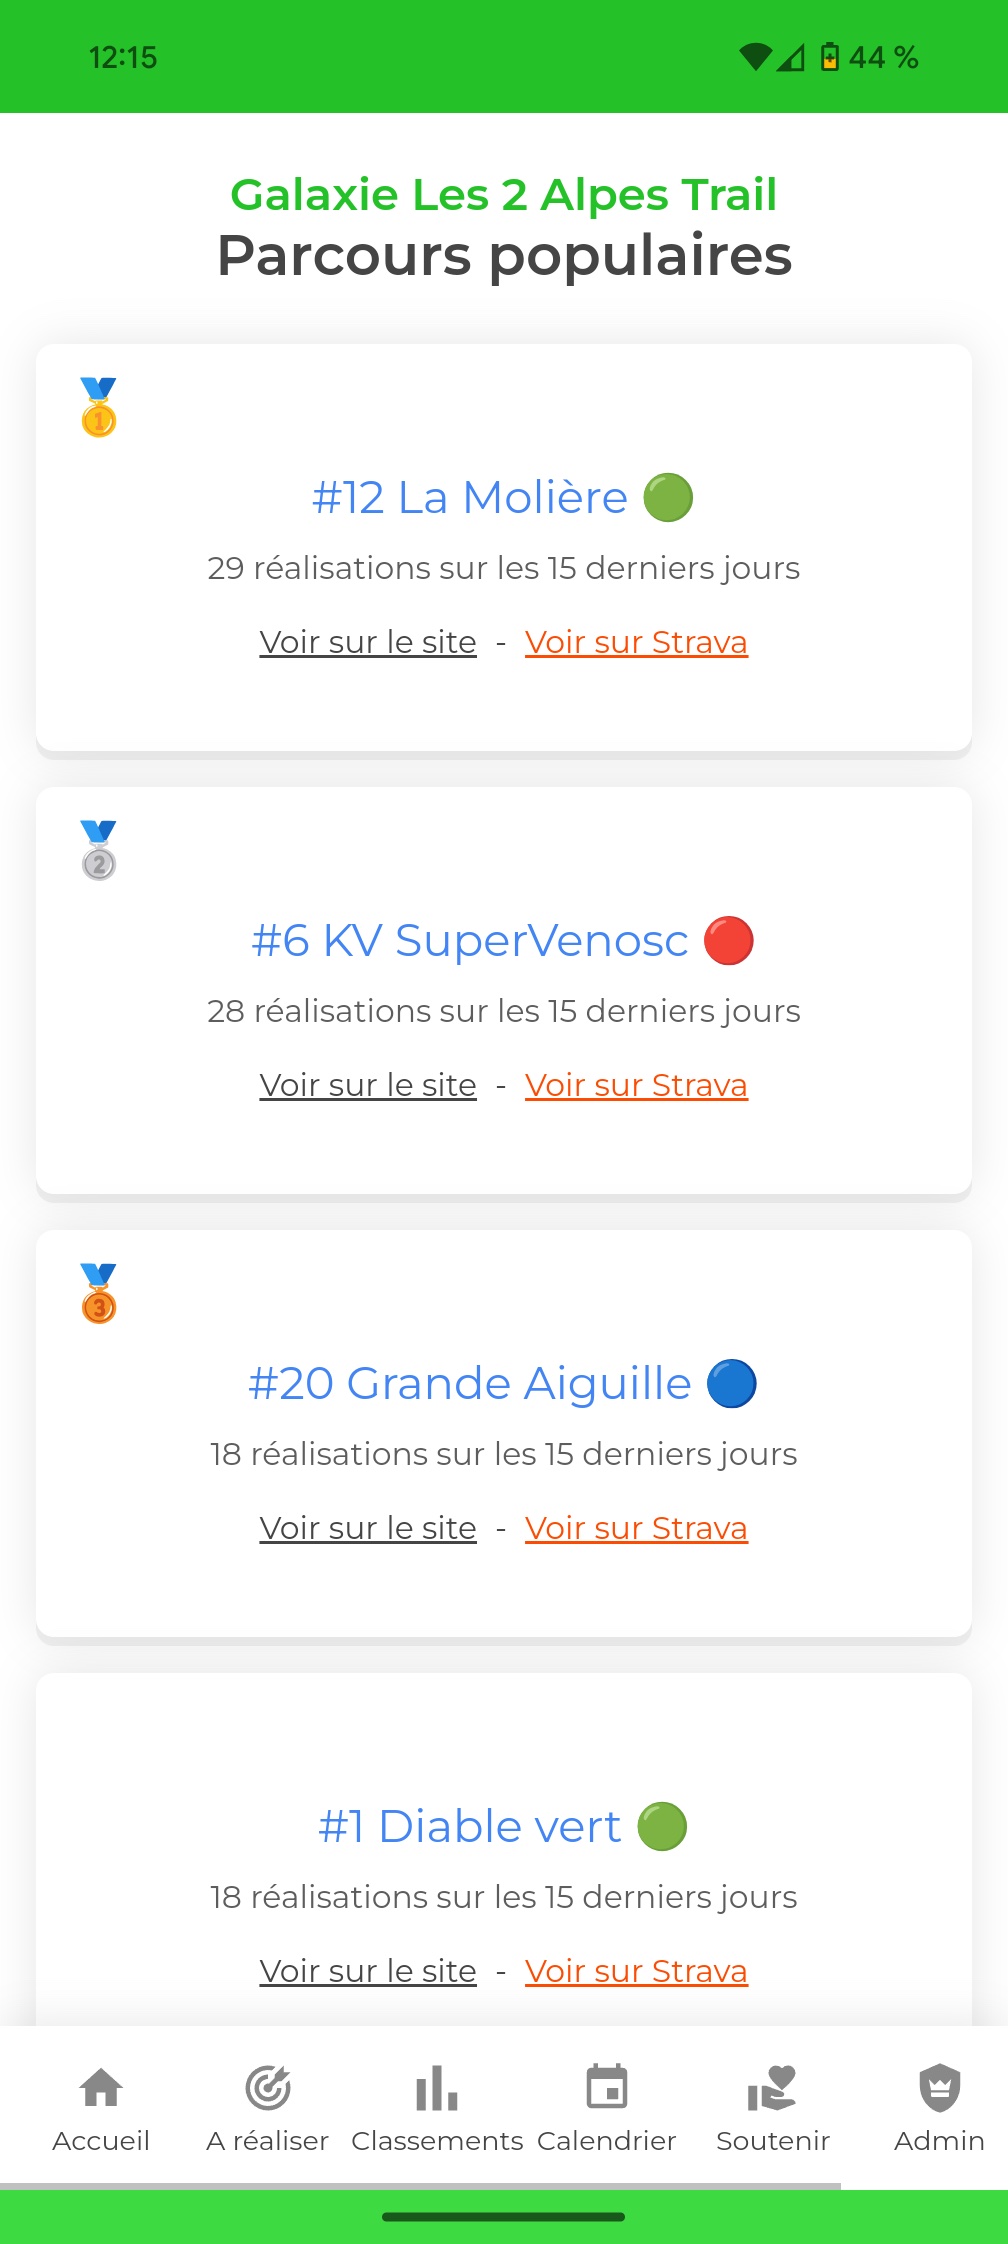 12:15
44 %
Galaxie Les 2 Alpes Trail
Parcours populaires
1
#12 La Molière
29 réalisations sur les 15 derniers jours
Voir sur le site - Voir sur Strava
2
#6 KV SuperVenosc
28 réalisations sur les 15 derniers jours
Voir sur le site - Voir sur Strava
3
#20 Grande Aiguille
18 réalisations sur les 15 derniers jours
Voir sur le site - Voir sur Strava
#1 Diable vert
18 réalisations sur les 15 derniers jours
Voir sur le site - Voir sur Strava
Accueil A réaliser Classements Calendrier Soutenir Admin